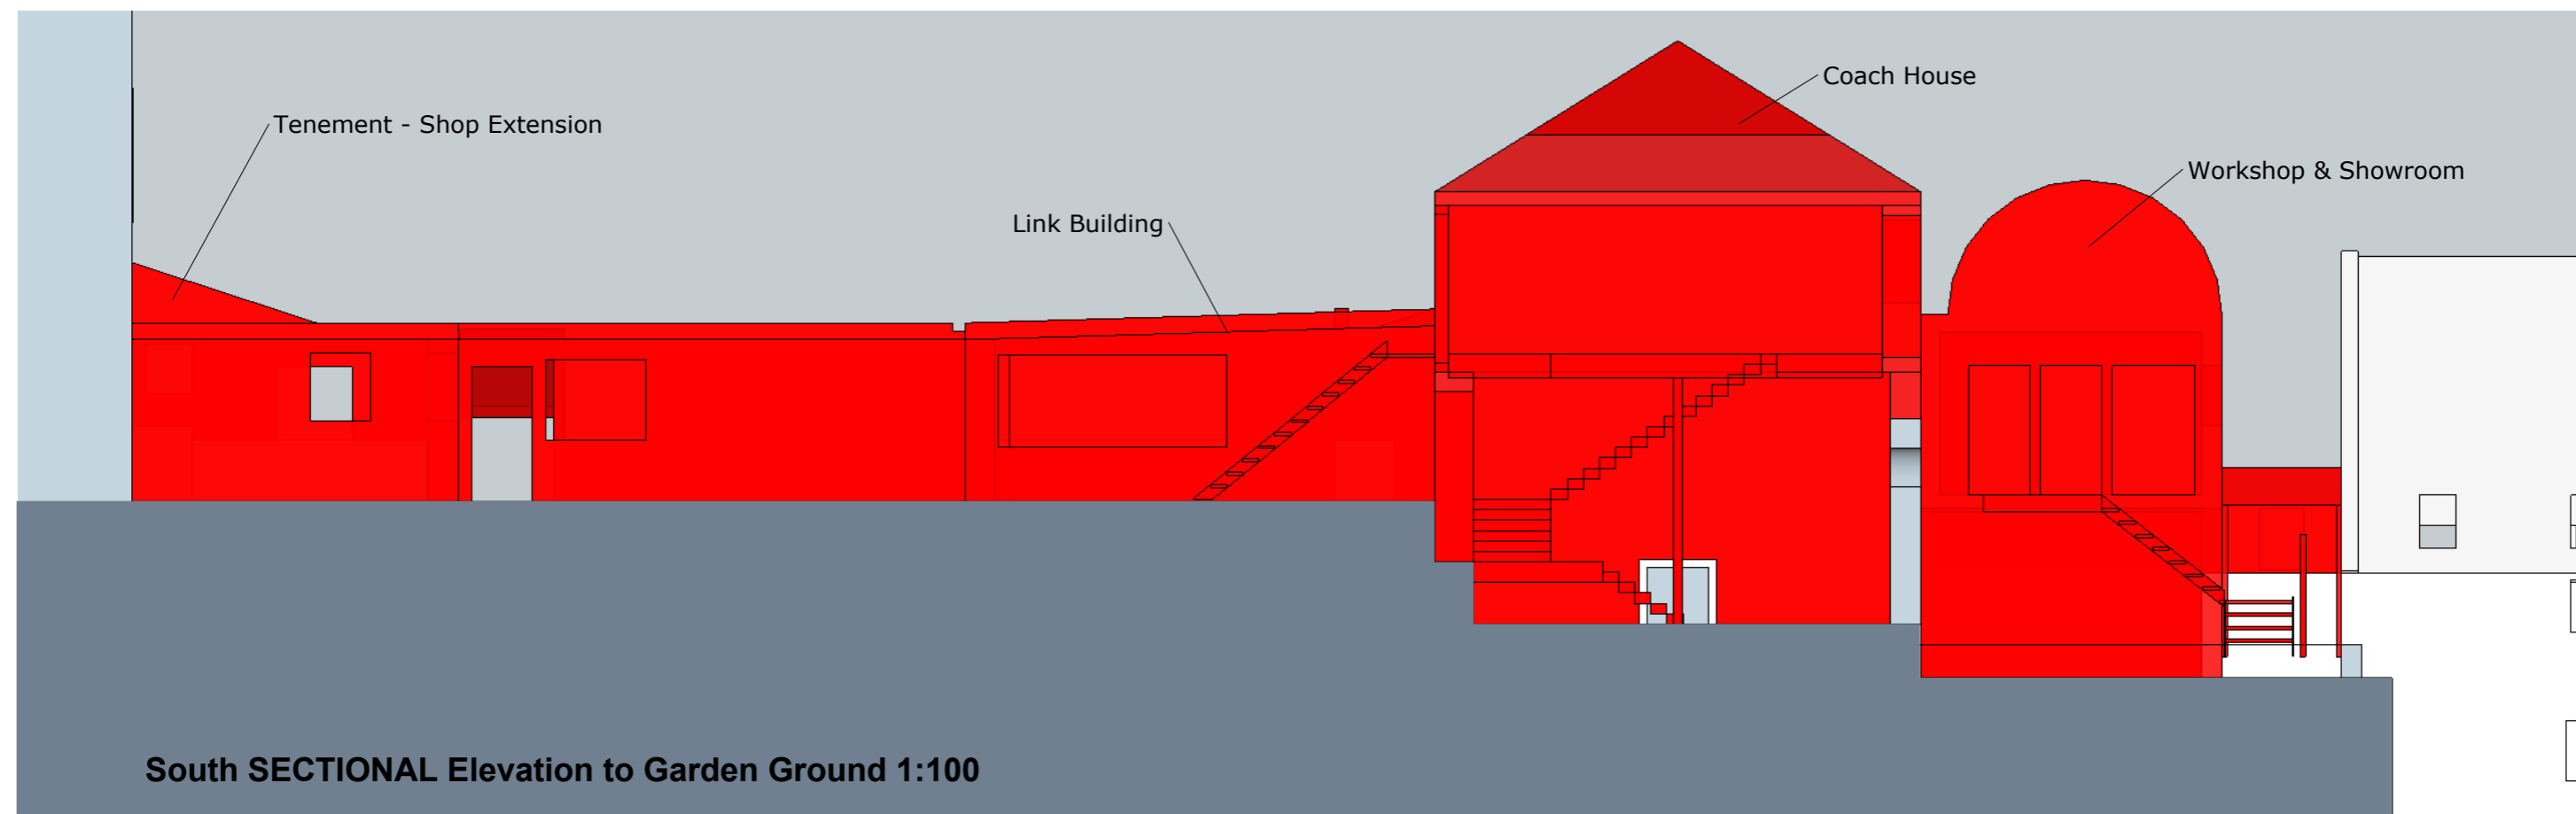 Coach House
Tenement - Shop Extension
Workshop & Showroom
Link Building
South SECTIONAL Elevation to Garden Ground 1:100